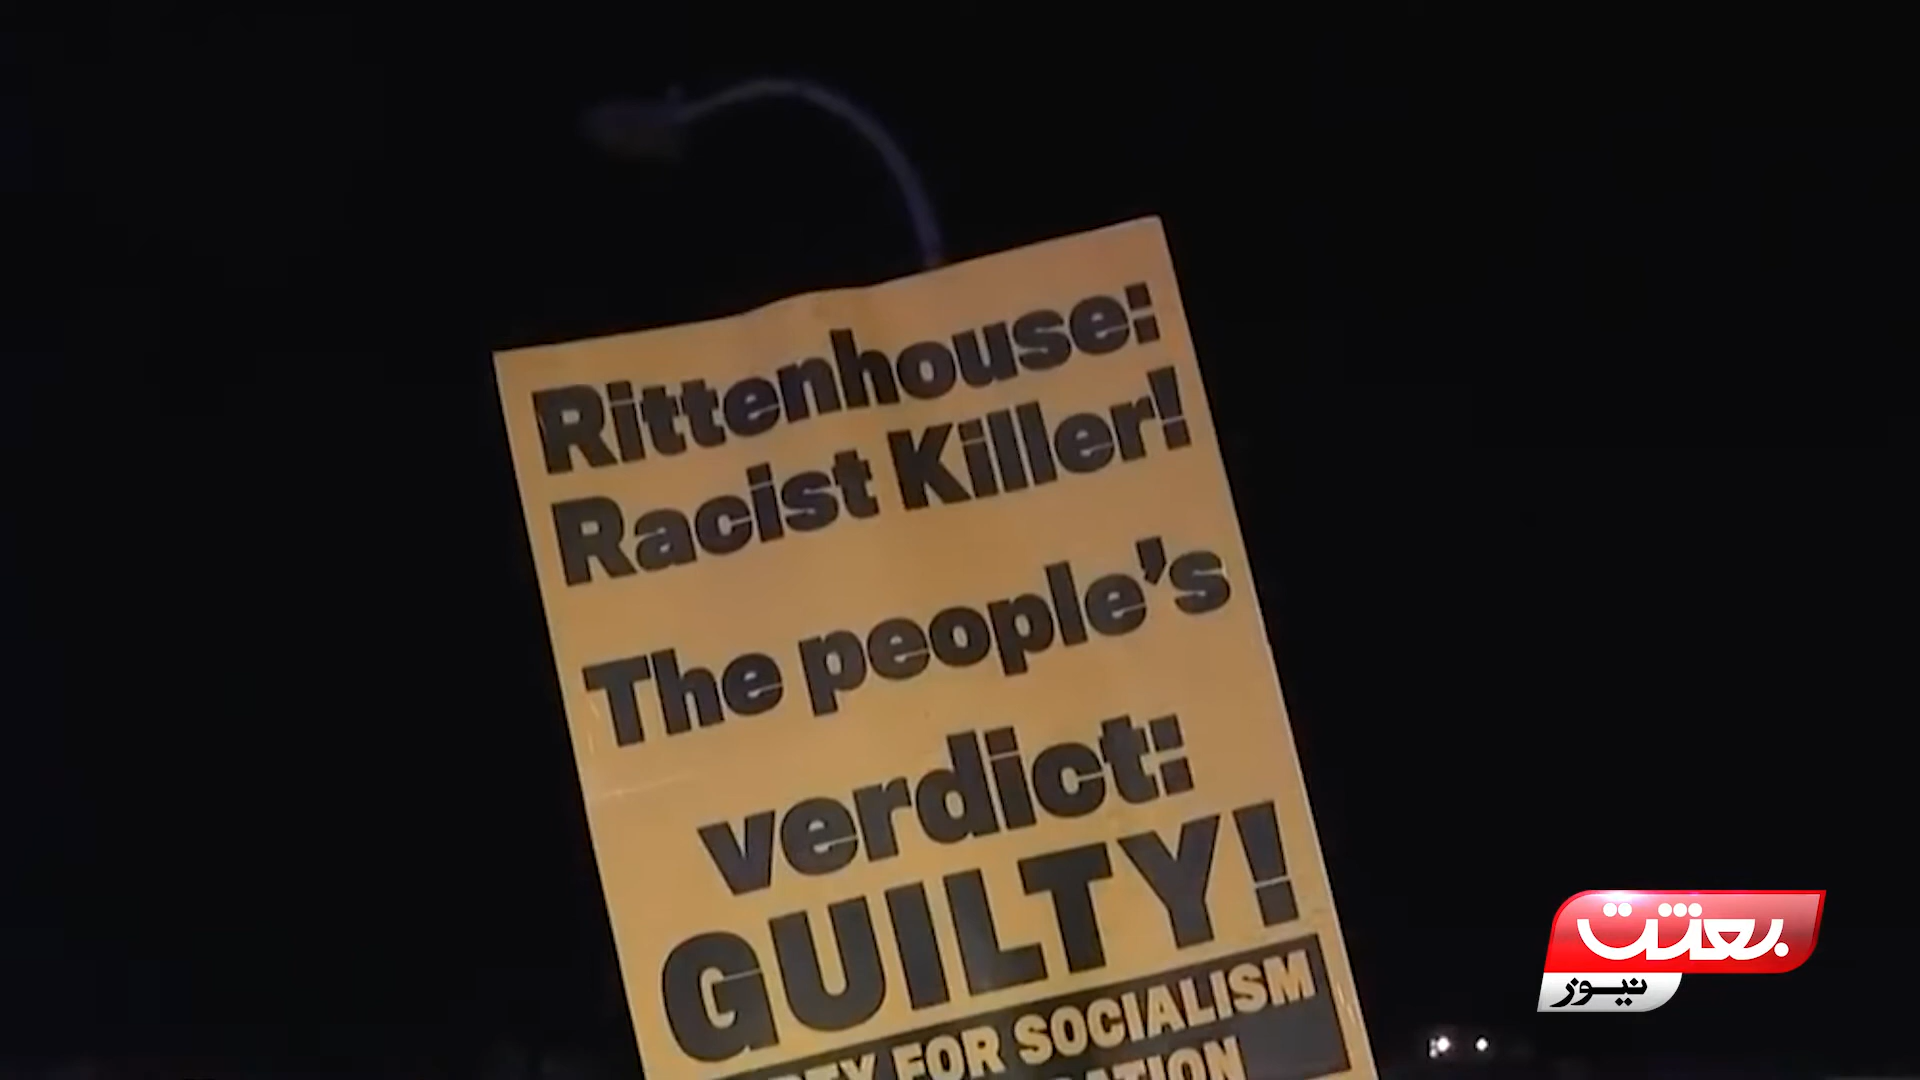 Rittenhouse:
Racist Killer!
The people's
verdict:
GUILTY!
FOR SOCIALISM
بعثت
نیوز